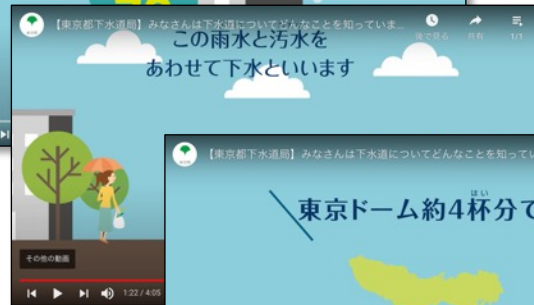 【東京都下水道局】みなさんは下水道についてどんなことを知っていま...
後で見る
共有
1/1
この雨水と汚水を
あわせて下水といいます
その他の動画
1:22 / 4:05
【東京都下水道局】みなさんは下水道についてどんなことを知ってい
はい
東京ドーム約4杯分で